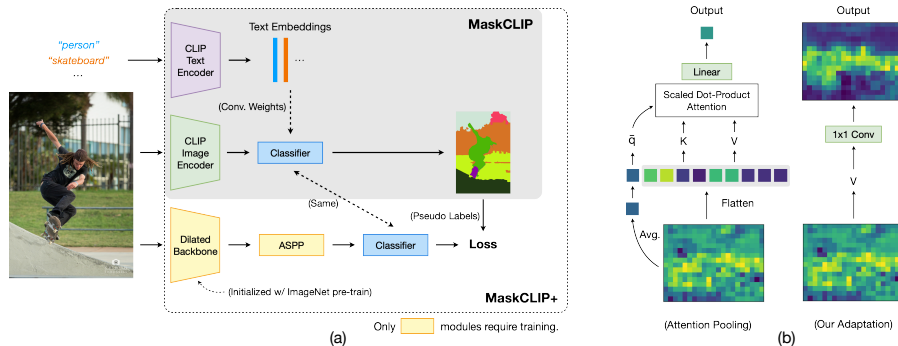 MaskCLIP
Text Embeddings
“person”
“skateboard”
...
CLIP
Text
Encoder
...
(Conv. Weights)
CLIP
Image
Encoder
Classifier
(Same)
(Pseudo Labels)
Dilated
Backbone
ASPP
Classifier
Loss
(Initialized w/ ImageNet pre-train)
MaskCLIP+
(a)
Only modules require training.
Output
Linear
Scaled Dot-Product
Attention
q̄
K
V
Flatten
Avg.
(Attention Pooling)
Output
1x1 Conv
V
(Our Adaptation)
(b)